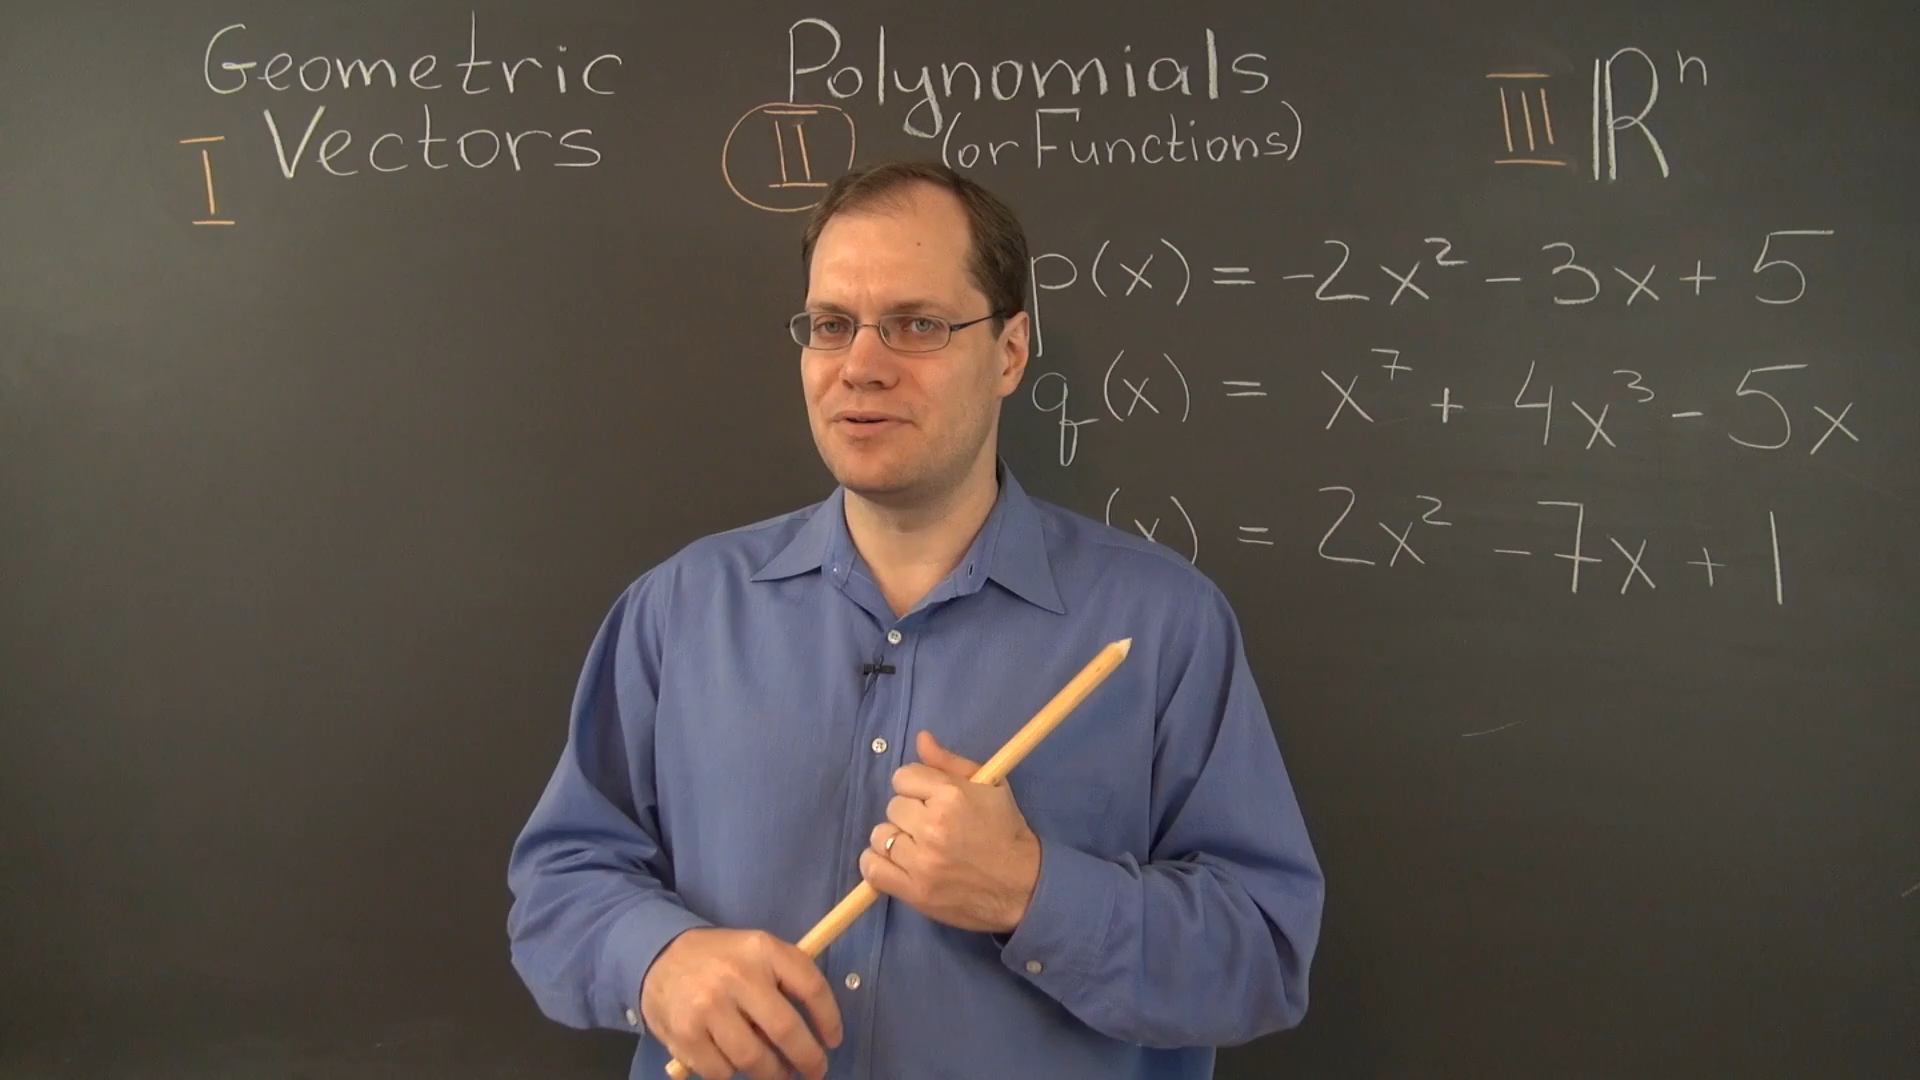 Geometric
Vectors
I
Polynomials
(or Functions)
II
III ℝⁿ
p(x) = -2x² - 3x + 5
q(x) = x⁷ + 4x³ - 5x
(x) = 2x² - 7x + 1